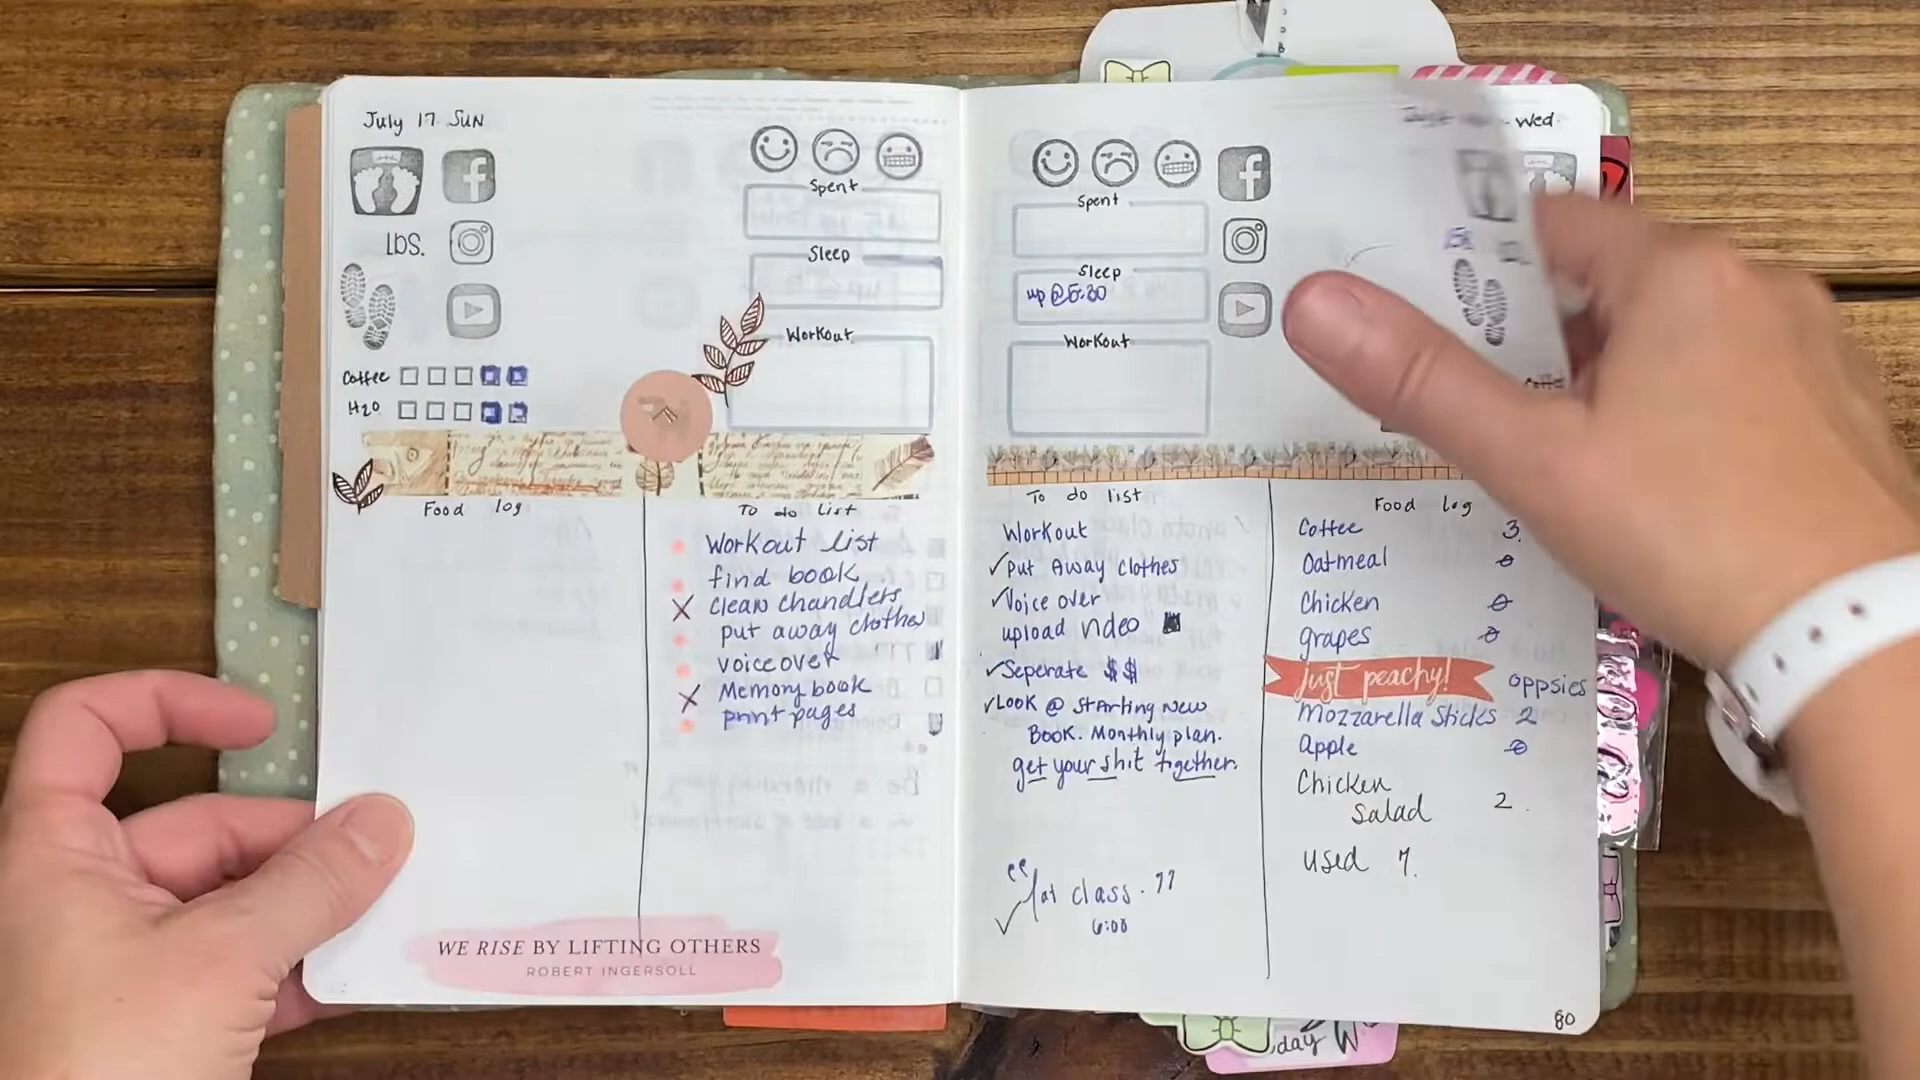 July 17 SUN
Spent
LBS.
Sleep
Workout
Coffee
H20
Food log
To do List
Workout list
find book
clean chandlers
put away clothes
voiceover
Memory book
print pages
WE RISE BY LIFTING OTHERS
ROBERT INGERSOLL
Wed.
Spent
Sleep
up @5:30
Workout
To do list
Workout
Put Away clothes
Voice over
upload video
Seperate $$
Look @ starting new
Book. Monthly plan.
get your shit together.
class.
6:00
Food log
Coffee 3
Oatmeal
Chicken
grapes
just peachy!
oppsies
Mozzarella sticks 2
Apple
Chicken
Salad 2
used 7.
80
day